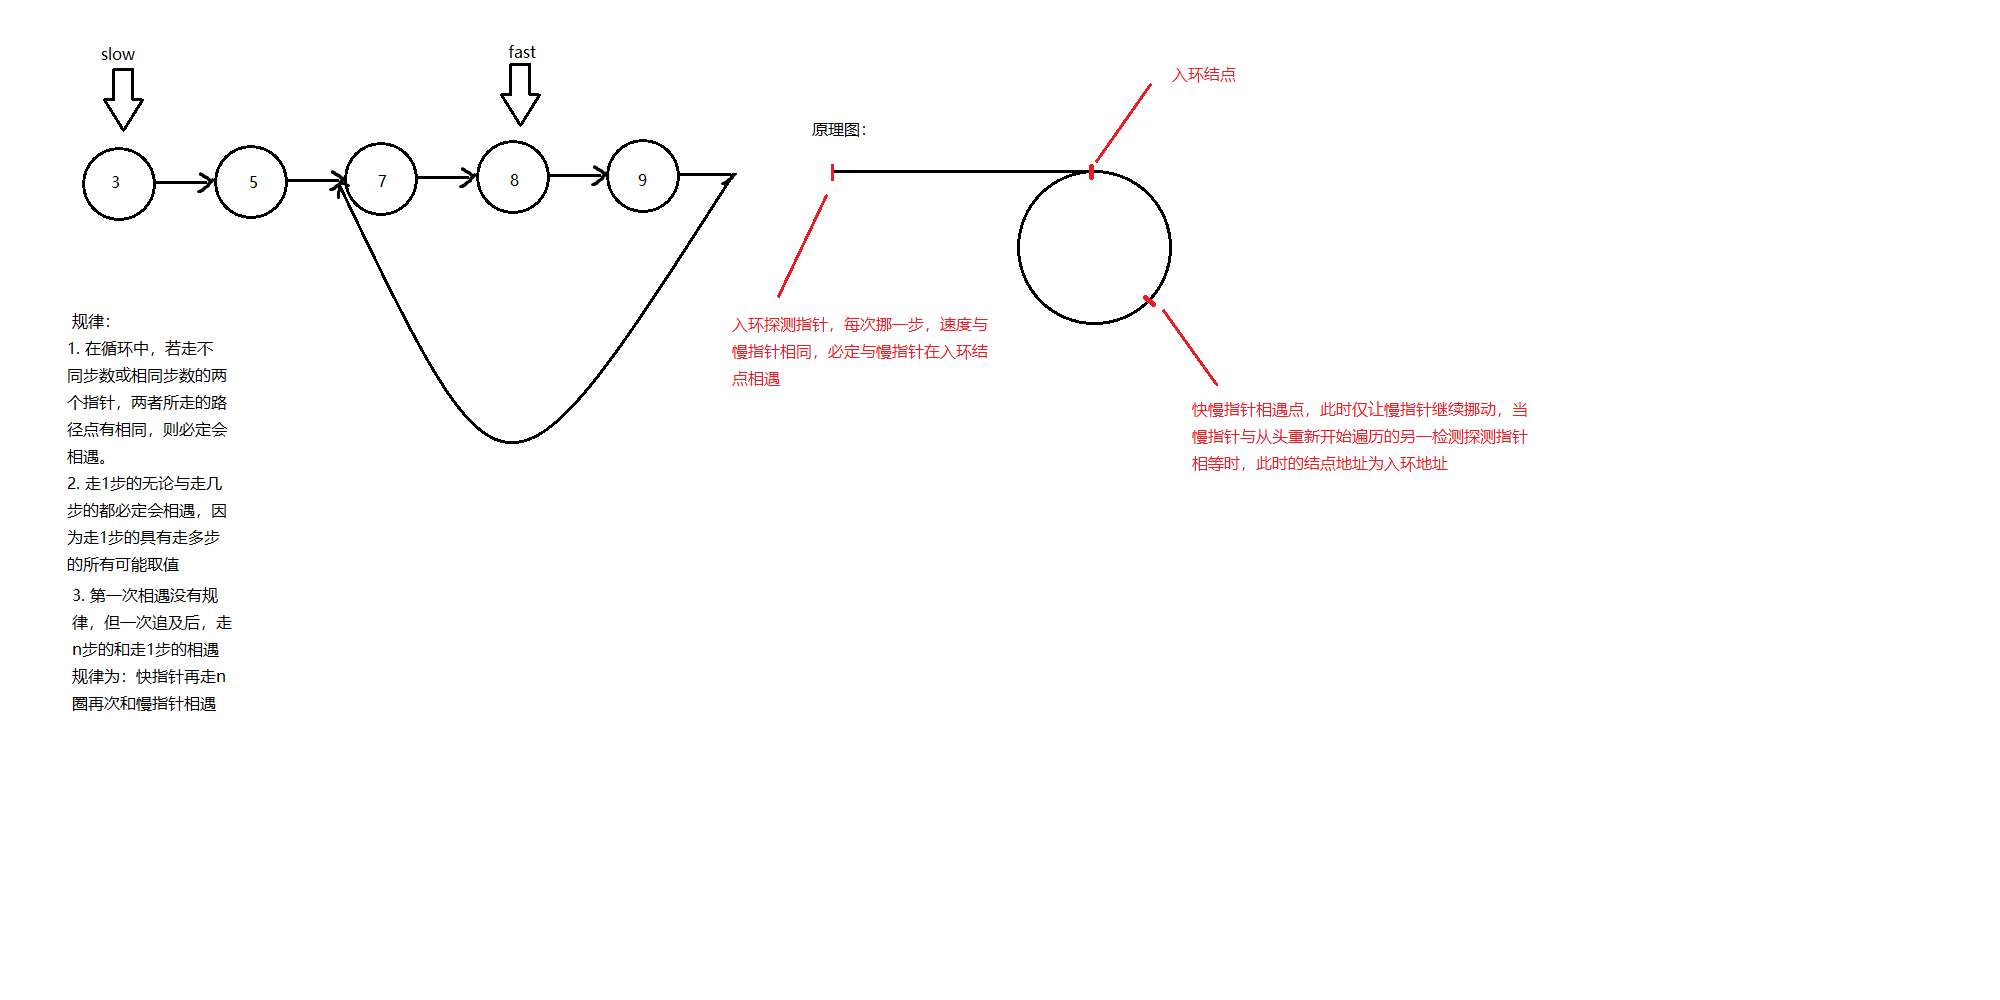 slow
fast
3
5
7
8
9
规律：
1. 在循环中，若走不
同步数或相同步数的两
个指针，两者所走的路
径点有相同，则必定会
相遇。
2. 走1步的无论与走几
步的都必定会相遇，因
为走1步的具有走多步
的所有可能取值
3. 第一次相遇没有规
律，但一次追及后，走
n步的和走1步的相遇
规律为：快指针再走n
圈再次和慢指针相遇
原理图：
入环结点
入环探测指针，每次挪一步，速度与
慢指针相同，必定与慢指针在入环结
点相遇
快慢指针相遇点，此时仅让慢指针继续挪动，当
慢指针与从头重新开始遍历的另一检测探测指针
相等时，此时的结点地址为入环地址